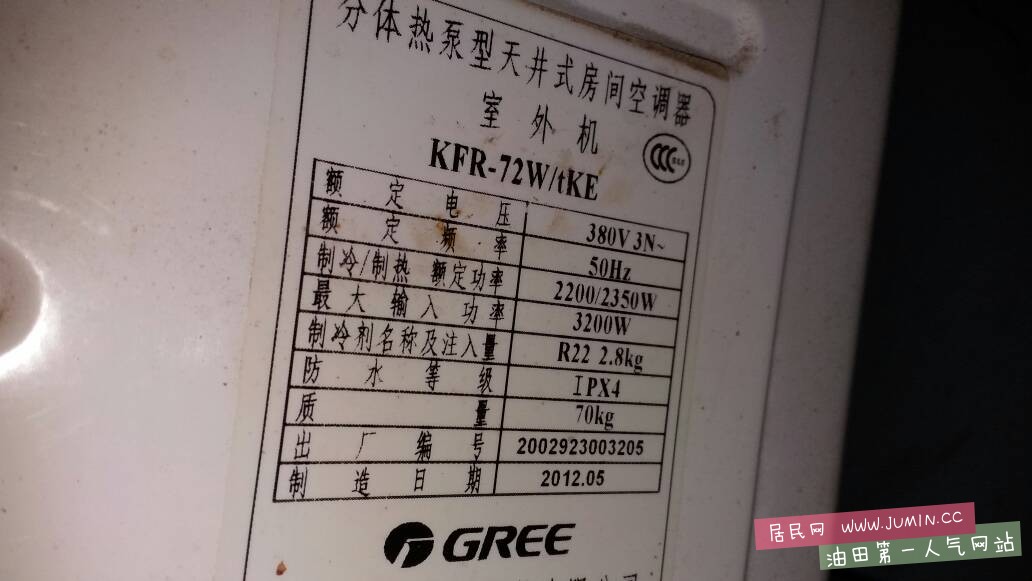 分体热泵型天井式房间空调器
室外机
KFR-72W/tKE
额定电压 380V 3N~
额定频率 50Hz
制冷/制热 额定功率 2200/2350W
最大输入功率 3200W
制冷剂名称及注入量 R22 2.8kg
防水等级 IPX4
质量 70kg
出厂编号 2002923003205
制造日期 2012.05
GREE
居民网 WWW.JUMIN.CC
油田第一人气网站